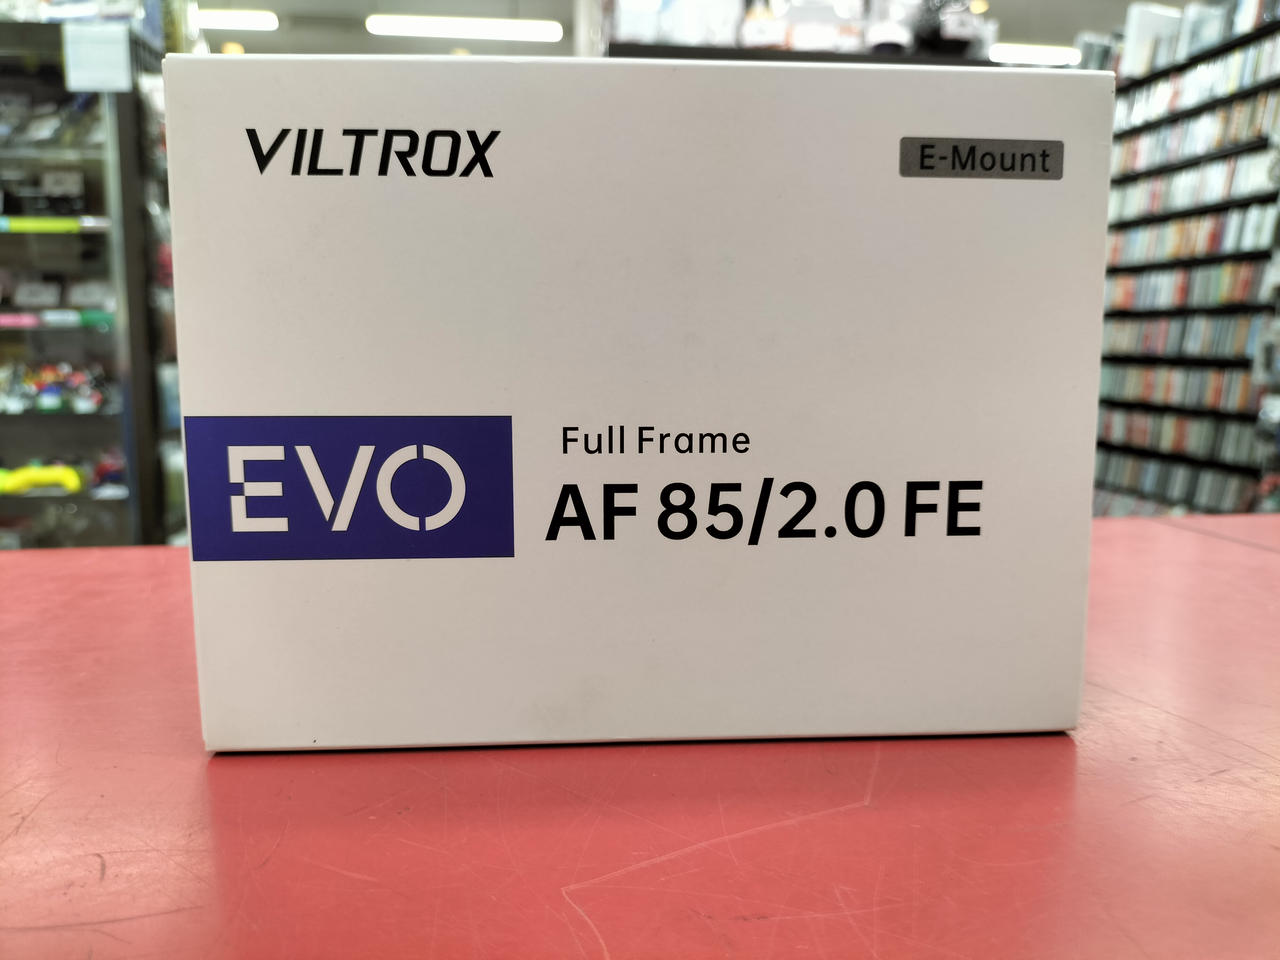 VILTROX
E-Mount
EVO
Full Frame
AF 85/2.0 FE